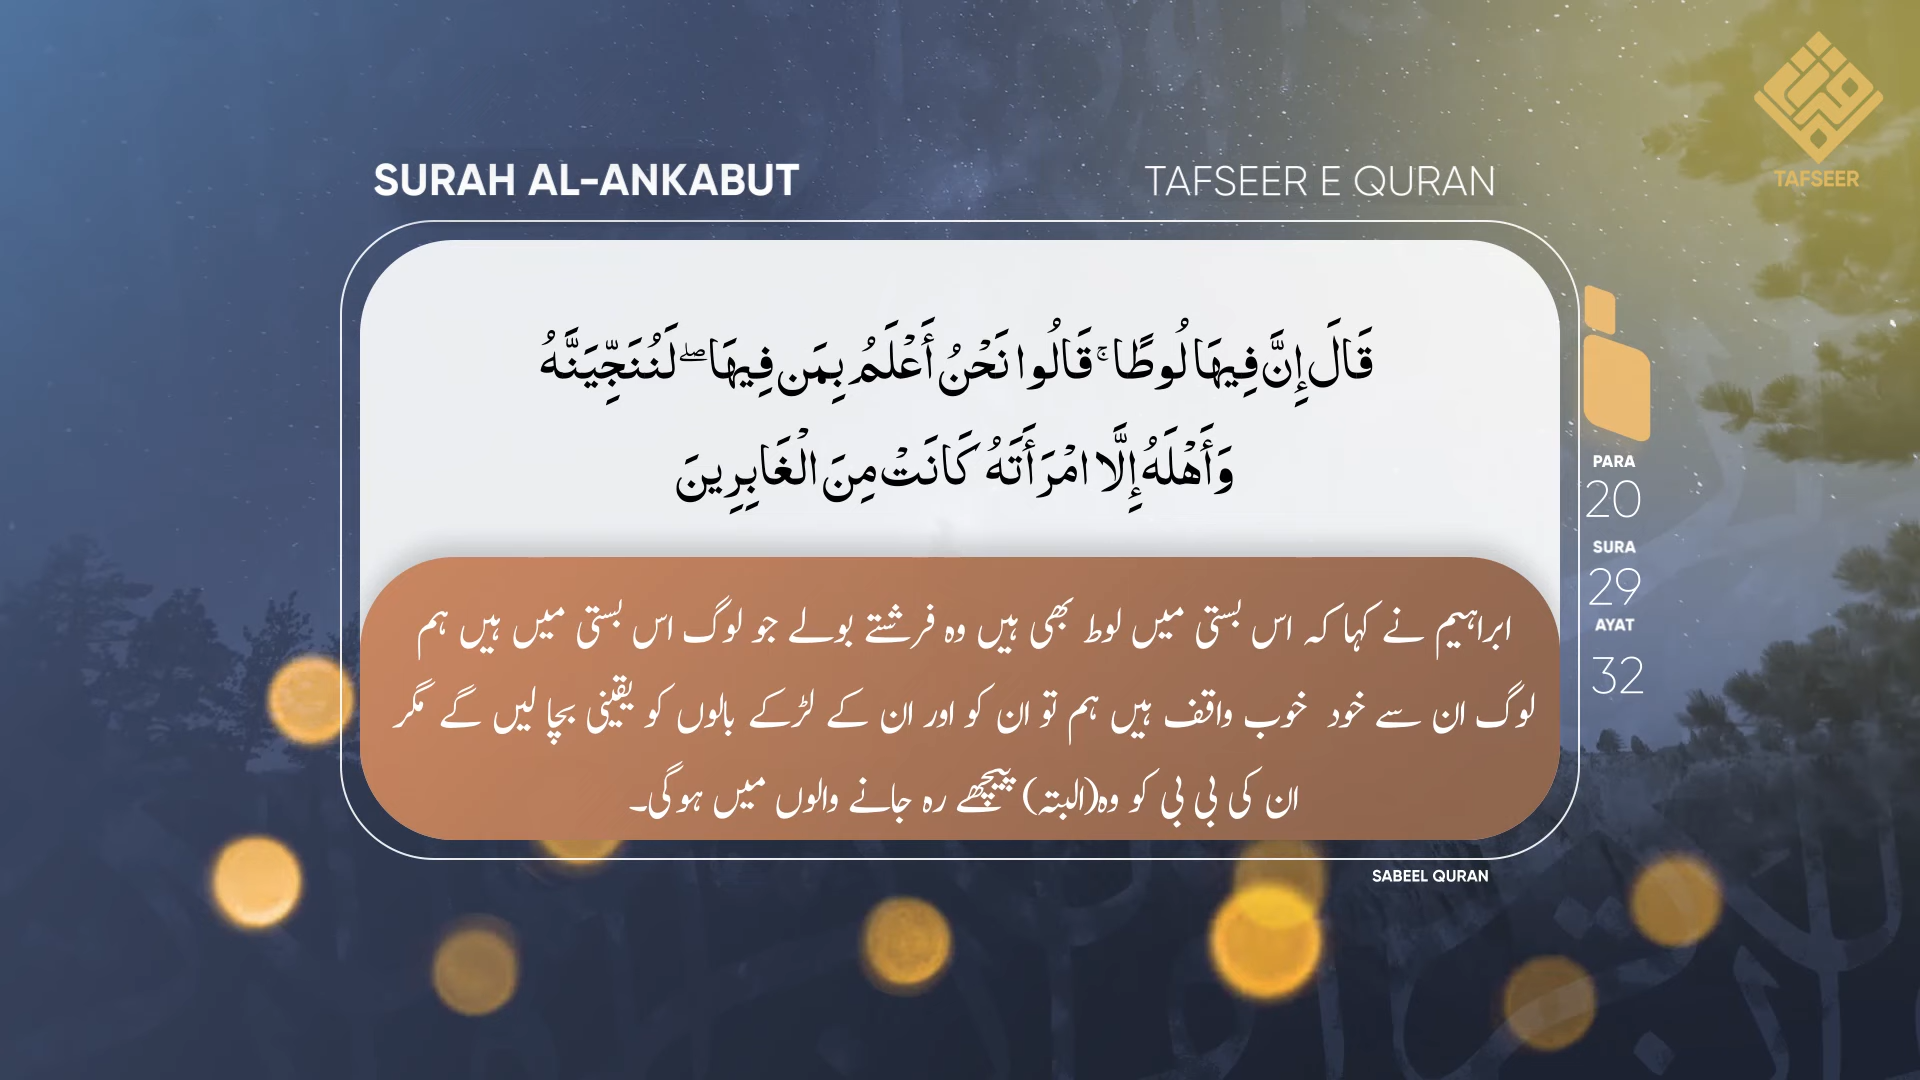 SURAH AL-ANKABUT
TAFSEER E QURAN
TAFSEER
قَالَ إِنَّ فِيهَا لُوطًا ۚ قَالُوا نَحْنُ أَعْلَمُ بِمَن فِيهَا ۖ لَنُنَجِّيَنَّهُ
وَأَهْلَهُ إِلَّا امْرَأَتَهُ كَانَتْ مِنَ الْغَابِرِينَ
ابراہیم نے کہا کہ اس بستی میں لوط بھی ہیں وہ فرشتے بولے جو لوگ اس بستی میں ہیں ہم
لوگ ان سے خود خوب واقف ہیں ہم تو ان کو اور ان کے لڑکے بالوں کو یقینی بچا لیں گے مگر
ان کی بی بی کو وہ(البتہ) پیچھے رہ جانے والوں میں ہوگی۔
PARA
20
SURA
29
AYAT
32
SABEEL QURAN